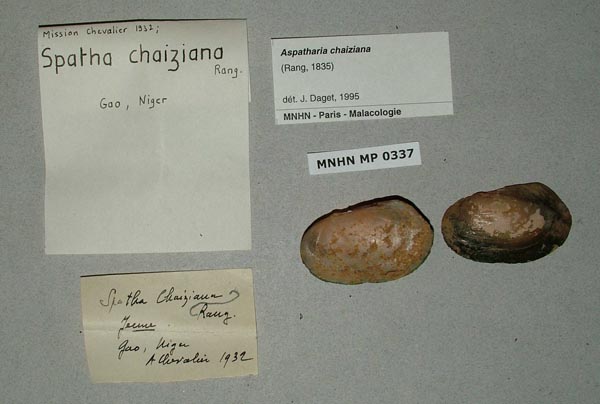 Mission Chevalier 1932;
Spatha chaiziana
Rang.
Gao, Niger
Aspatharia chaiziana
(Rang, 1835)
dét. J. Daget, 1995
MNHN - Paris - Malacologie
MNHN MP 0337
Spatha Chaiziana
Rang.
Jeune.
Gao, Niger
A Chevalier 1932